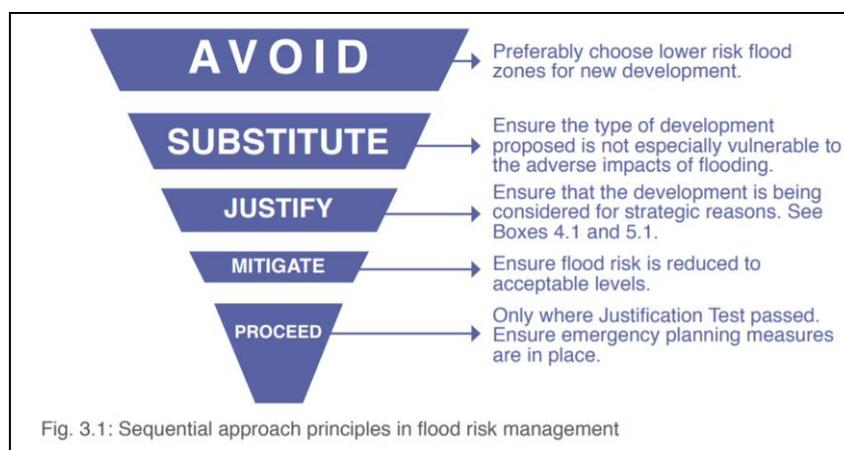 AVOID
Preferably choose lower risk flood
zones for new development.
SUBSTITUTE
Ensure the type of development
proposed is not especially vulnerable to
the adverse impacts of flooding.
JUSTIFY
Ensure that the development is being
considered for strategic reasons. See
Boxes 4.1 and 5.1.
MITIGATE
Ensure flood risk is reduced to
acceptable levels.
PROCEED
Only where Justification Test passed.
Ensure emergency planning measures
are in place.
Fig. 3.1: Sequential approach principles in flood risk management